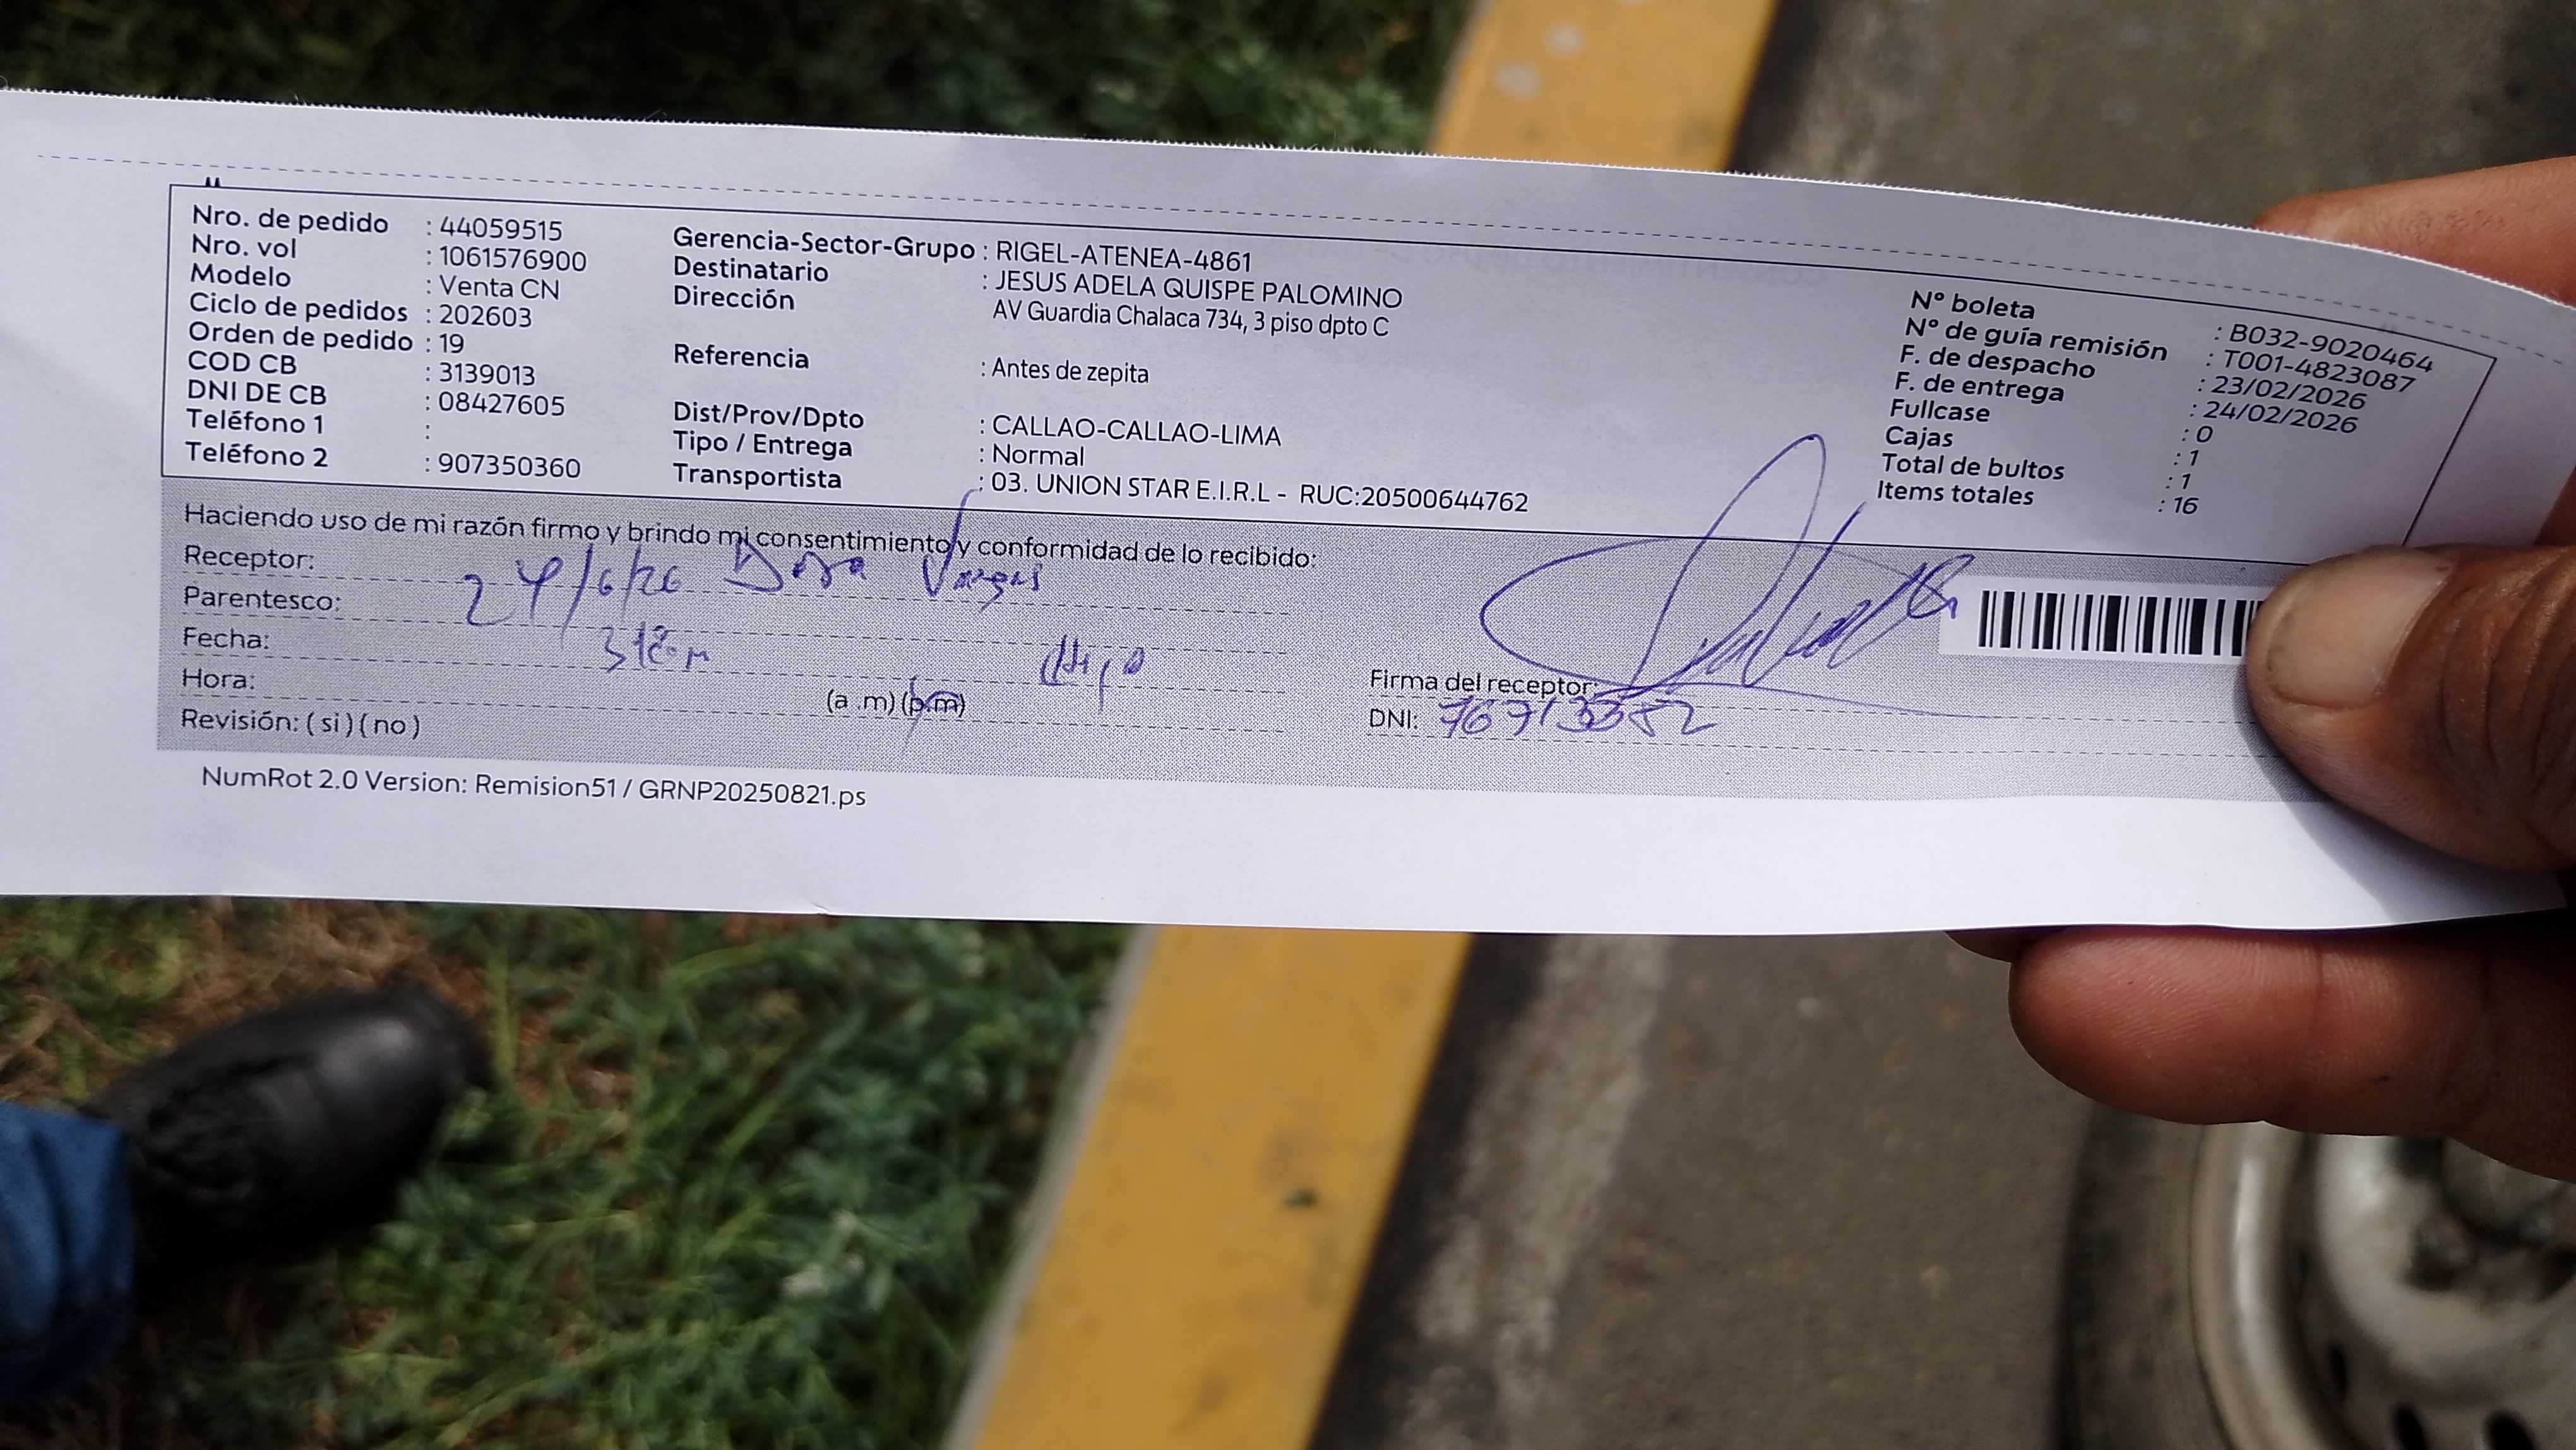 Nro. de pedido : 44059515
Nro. vol : 1061576900
Modelo : Venta CN
Ciclo de pedidos : 202603
Orden de pedido : 19
COD CB : 3139013
DNI DE CB : 08427605
Teléfono 1 :
Teléfono 2 : 907350360
Gerencia-Sector-Grupo : RIGEL-ATENEA-4861
Destinatario : JESUS ADELA QUISPE PALOMINO
Dirección AV Guardia Chalaca 734, 3 piso dpto C
Referencia : Antes de zepita
Dist/Prov/Dpto : CALLAO-CALLAO-LIMA
Tipo / Entrega : Normal
Transportista : 03. UNION STAR E.I.R.L - RUC:20500644762
N° boleta : B032-9020464
N° de guía remisión : T001-4823087
F. de despacho : 23/02/2026
F. de entrega : 24/02/2026
Fullcase : 0
Cajas : 1
Total de bultos : 1
Items totales : 16
Haciendo uso de mi razón firmo y brindo mi consentimiento y conformidad de lo recibido:
Receptor: Vargas
Parentesco:
Fecha:
Hora: (a .m) (p.m)
Revisión: ( si ) ( no )
Firma del receptor:
DNI: 76713352
NumRot 2.0 Version: Remision51 / GRNP20250821.ps